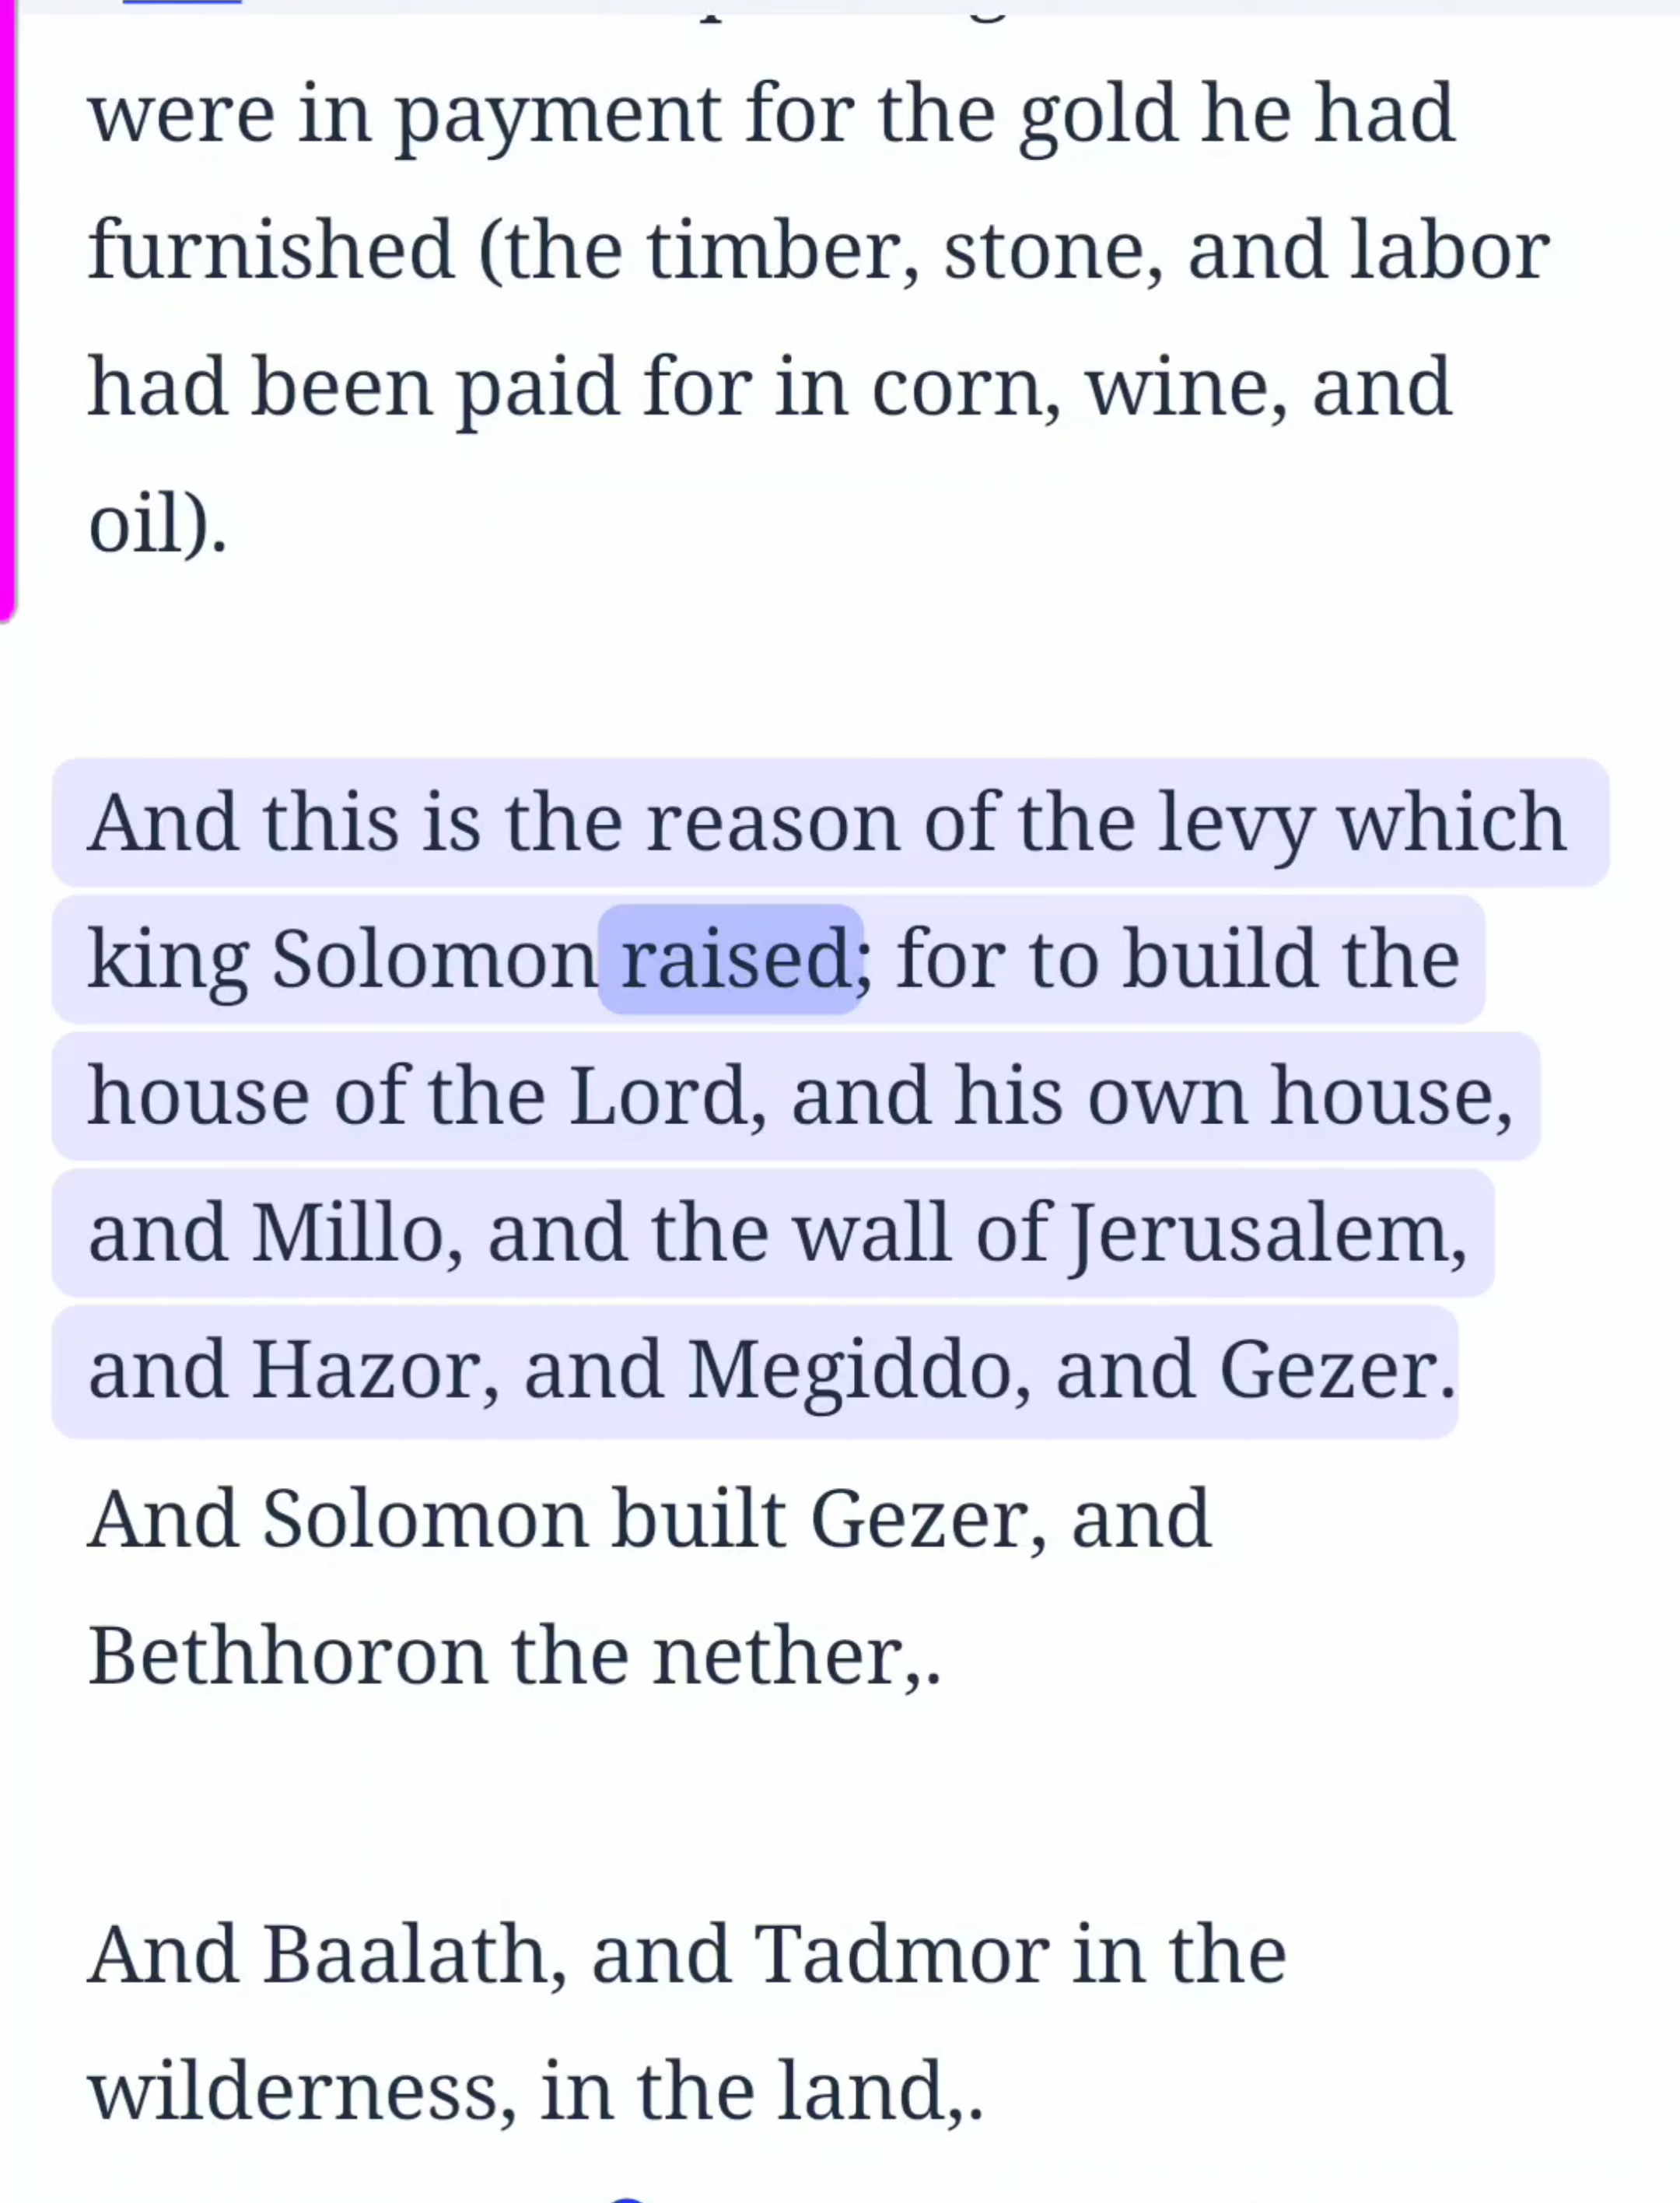 were in payment for the gold he had
furnished (the timber, stone, and labor
had been paid for in corn, wine, and
oil).
And this is the reason of the levy which
king Solomon raised; for to build the
house of the Lord, and his own house,
and Millo, and the wall of Jerusalem,
and Hazor, and Megiddo, and Gezer.
And Solomon built Gezer, and
Bethhoron the nether,.
And Baalath, and Tadmor in the
wilderness, in the land,.